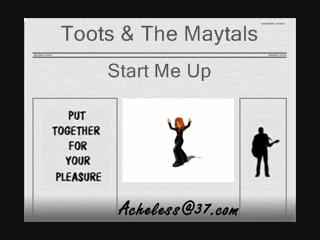 Toots & The Maytals
Start Me Up
PUT
TOGETHER
FOR
YOUR
PLEASURE
Acheless@37.com